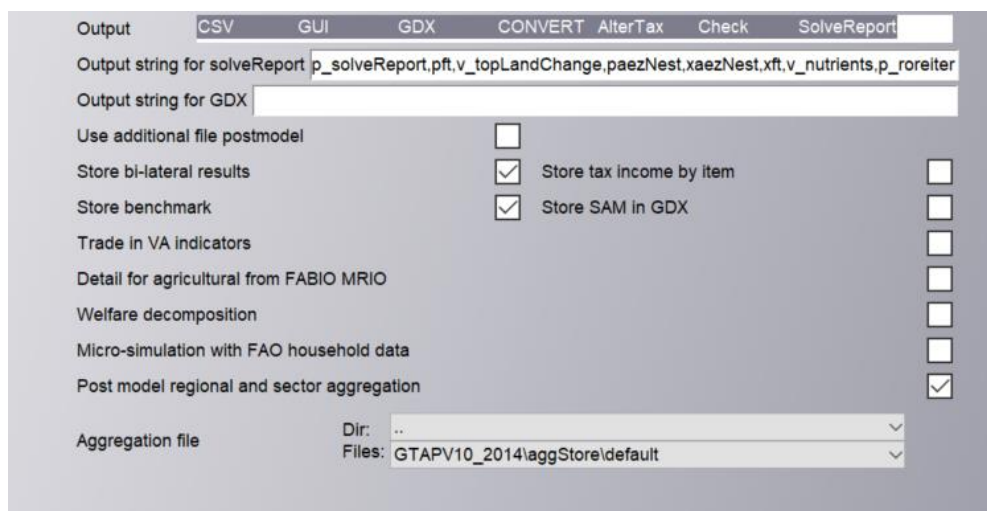 Output CSV GUI GDX CONVERT AlterTax Check SolveReport
Output string for solveReport p_solveReport,pft,v_topLandChange,paezNest,xaezNest,xft,v_nutrients,p_roreiter
Output string for GDX
Use additional file postmodel
Store bi-lateral results Store tax income by item
Store benchmark Store SAM in GDX
Trade in VA indicators
Detail for agricultural from FABIO MRIO
Welfare decomposition
Micro-simulation with FAO household data
Post model regional and sector aggregation
Aggregation file Dir: ..
Files: GTAPV10_2014\aggStore\default